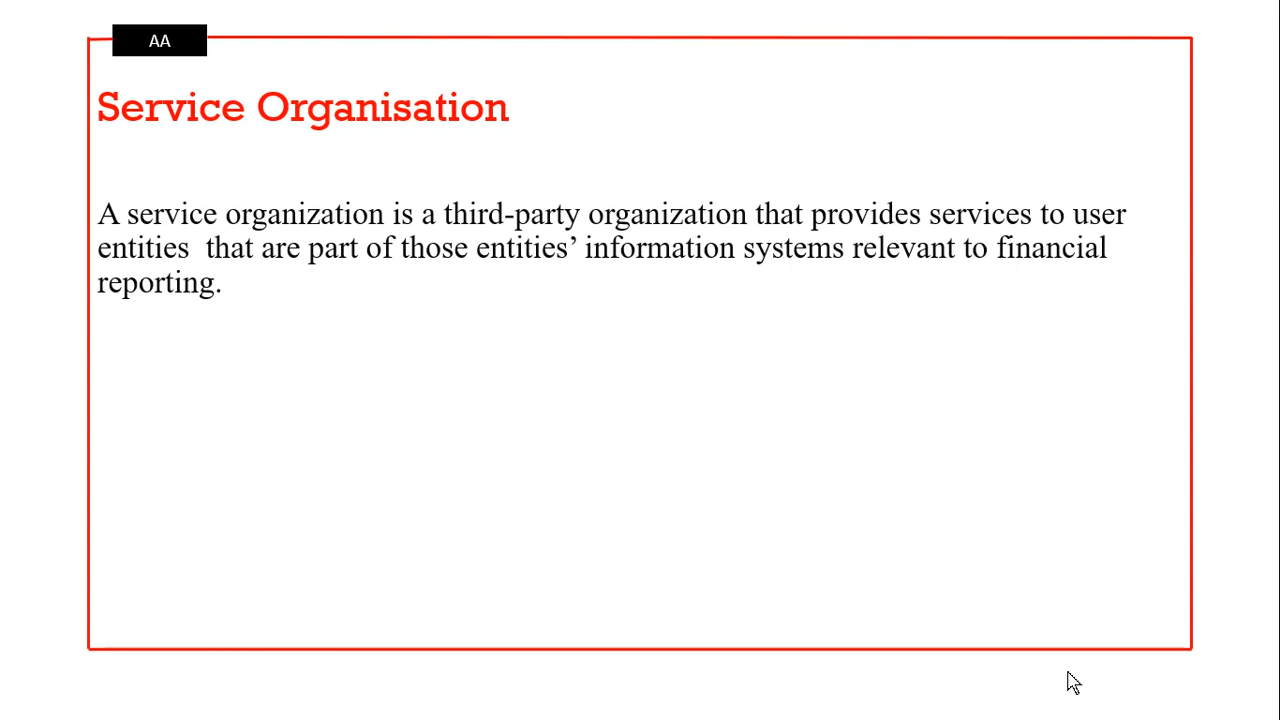 AA
Service Organisation
A service organization is a third-party organization that provides services to user
entities  that are part of those entities’ information systems relevant to financial
reporting.